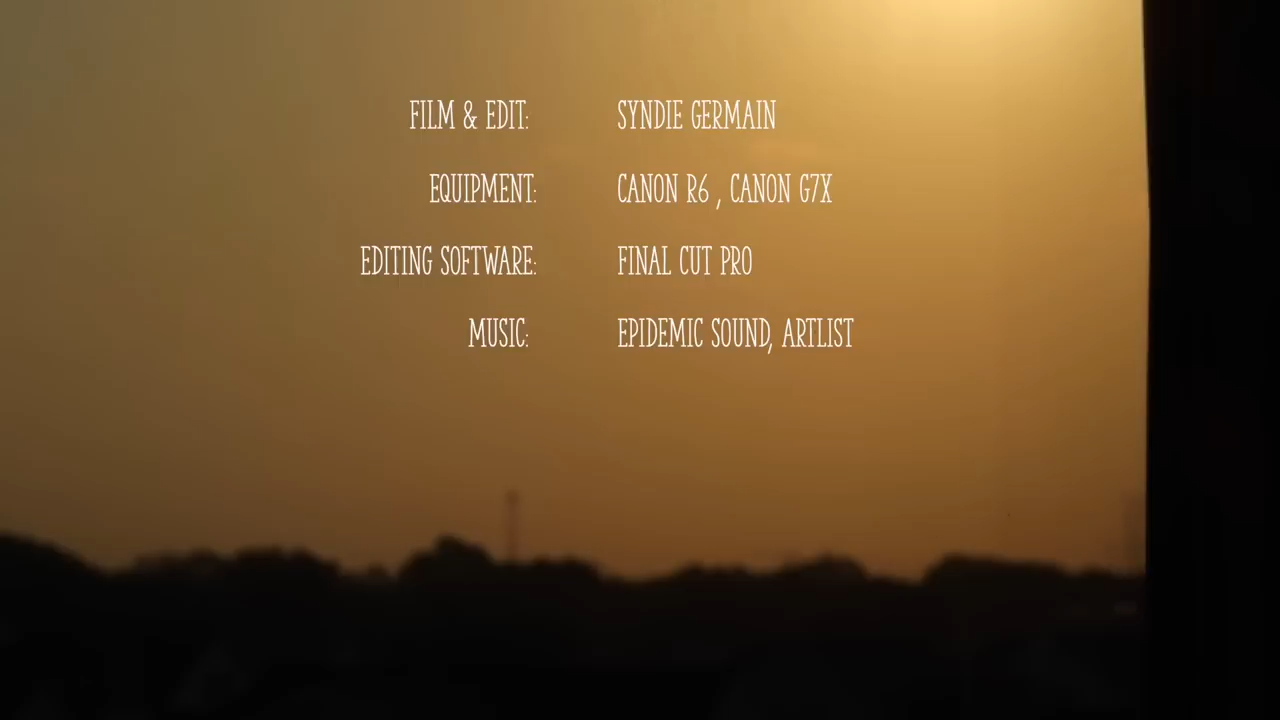 FILM & EDIT: SYNDIE GERMAIN
EQUIPMENT: CANON R6 , CANON G7X
EDITING SOFTWARE: FINAL CUT PRO
MUSIC: EPIDEMIC SOUND, ARTLIST